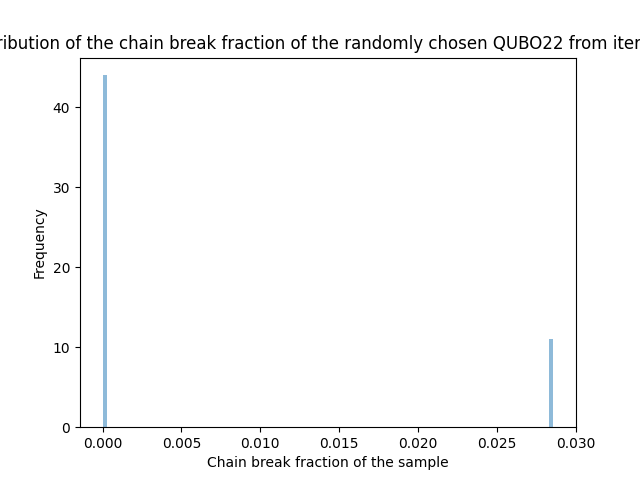 ribution of the chain break fraction of the randomly chosen QUBO22 from iter
40
30
20
10
0
Frequency
0.000 0.005 0.010 0.015 0.020 0.025 0.030
Chain break fraction of the sample